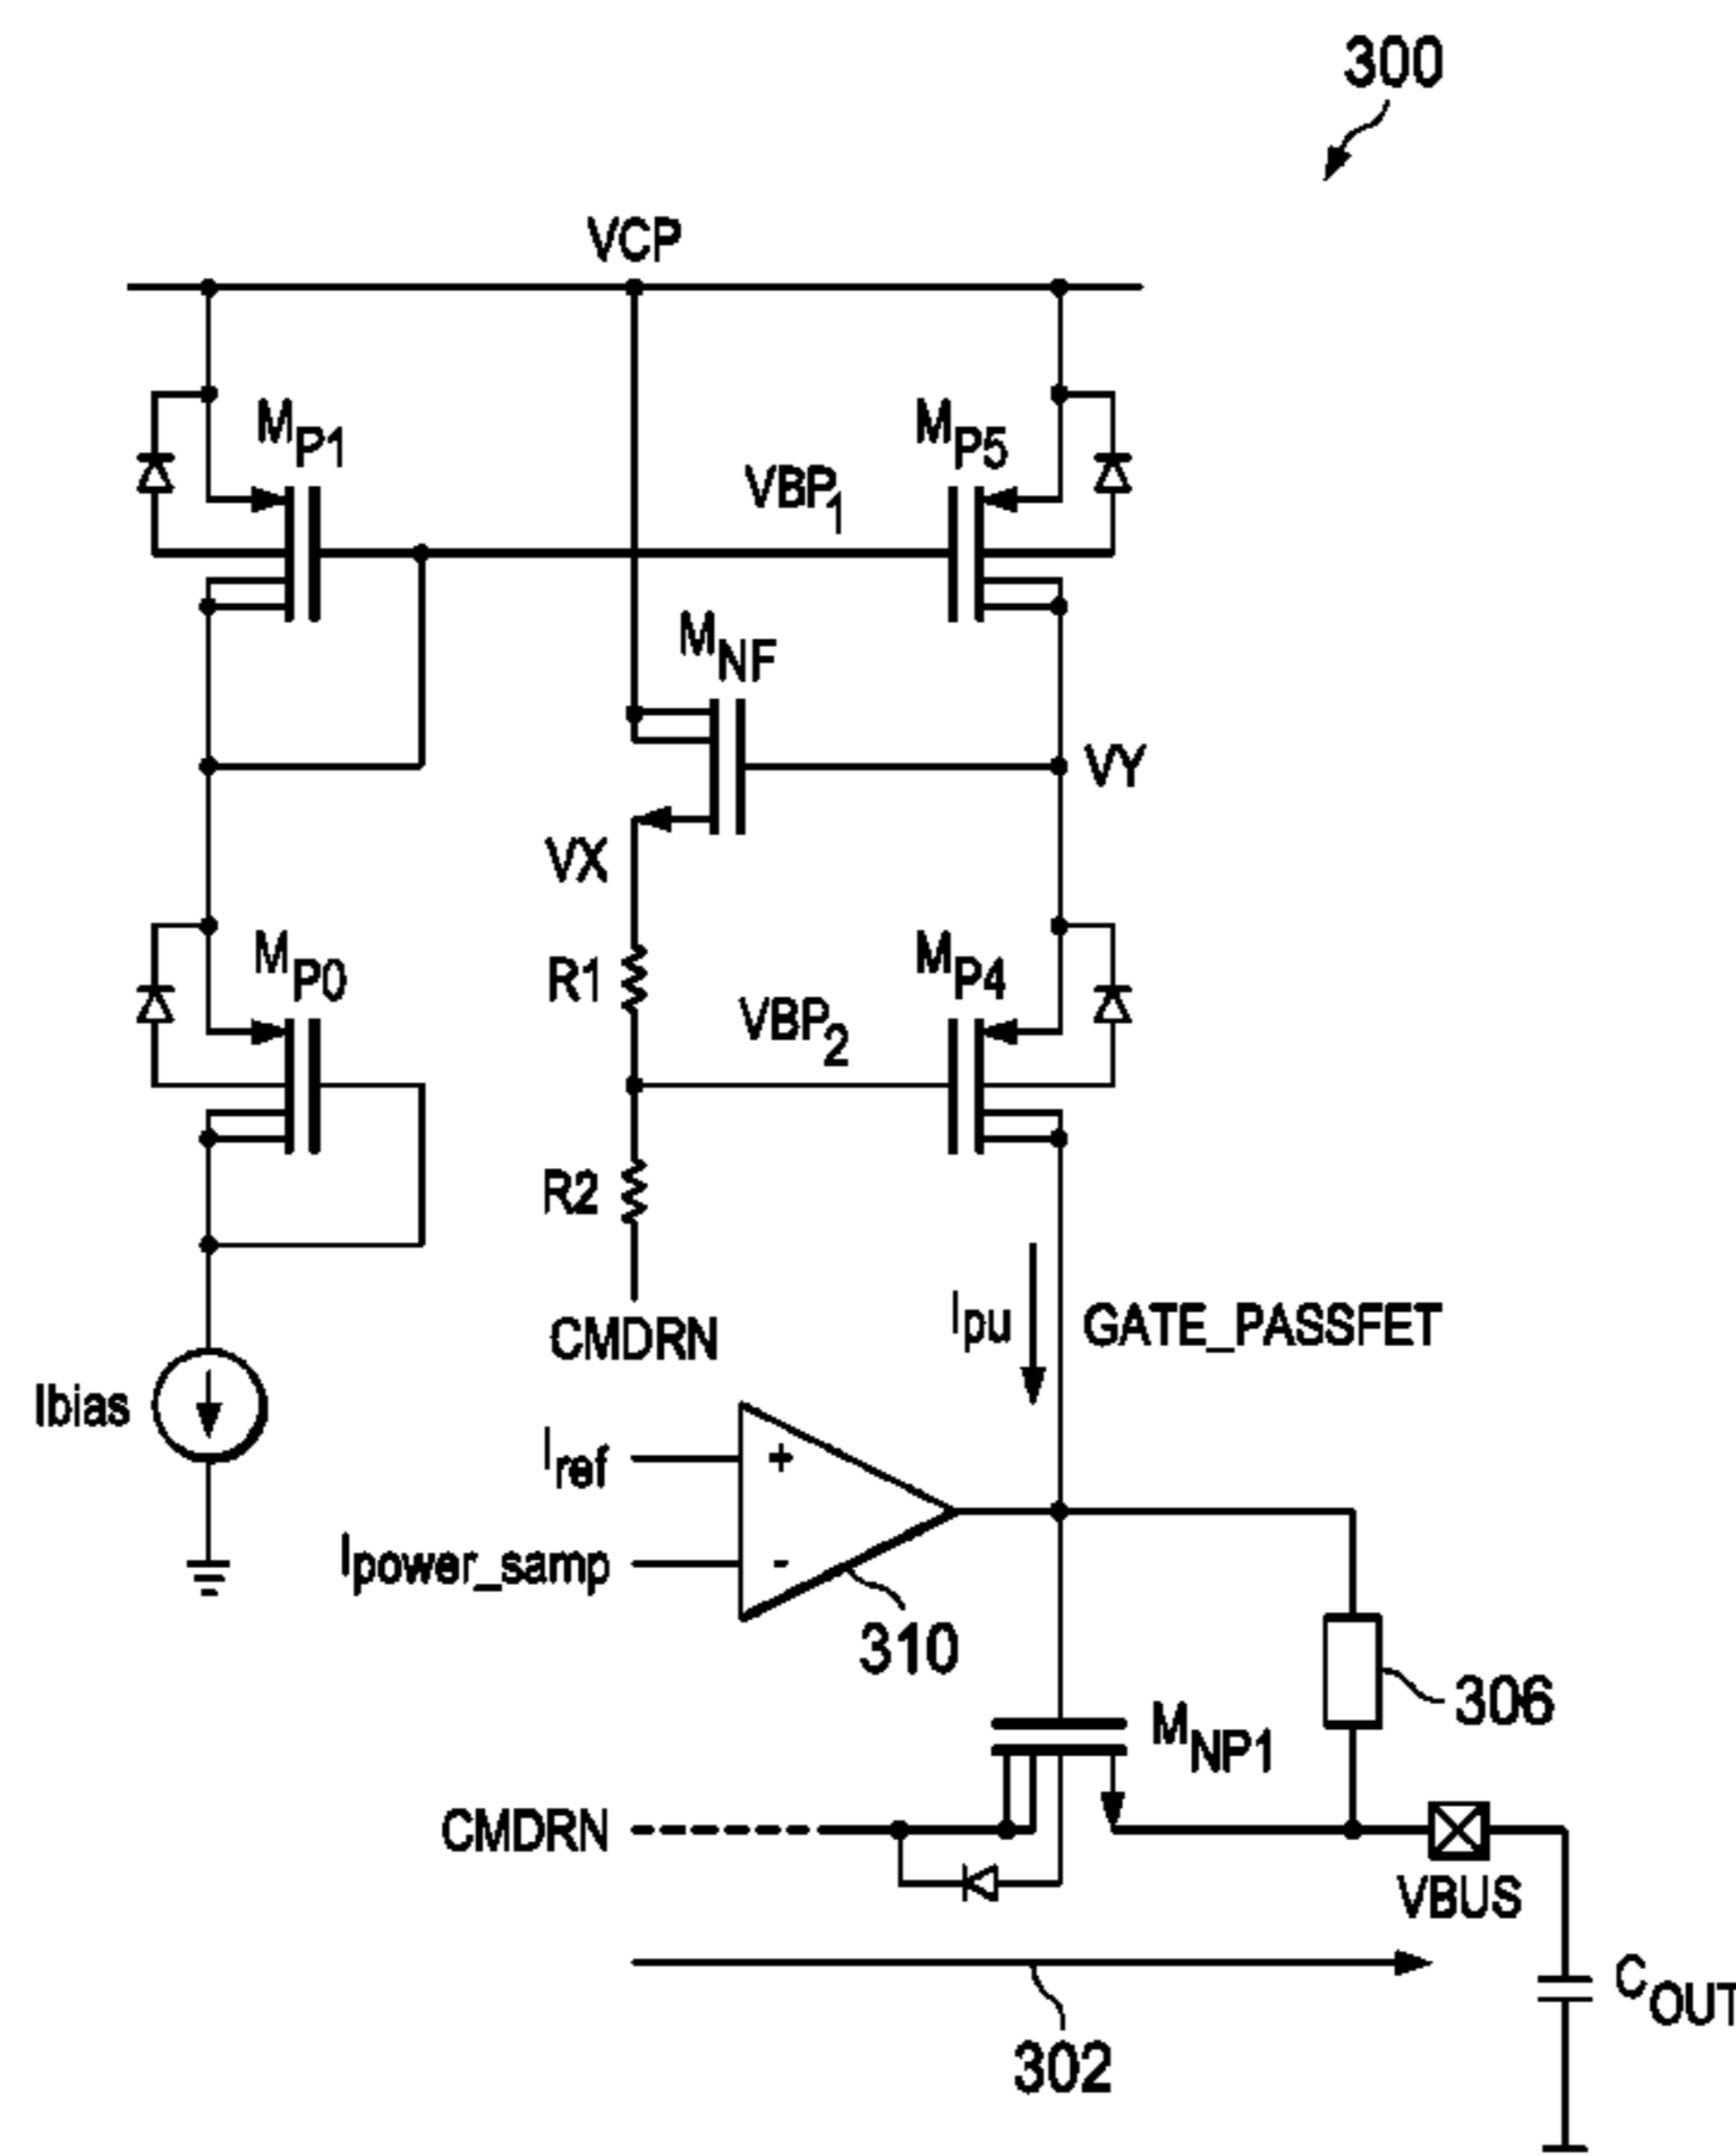 300
VCP
MP1
MP5
VBP1
MNF
VY
VX
MP0
R1
MP4
VBP2
R2
CMDRN
Ipu
GATE_PASSFET
Ibias
Iref
+
Ipower_samp
-
310
306
MNP1
CMDRN
VBUS
COUT
302